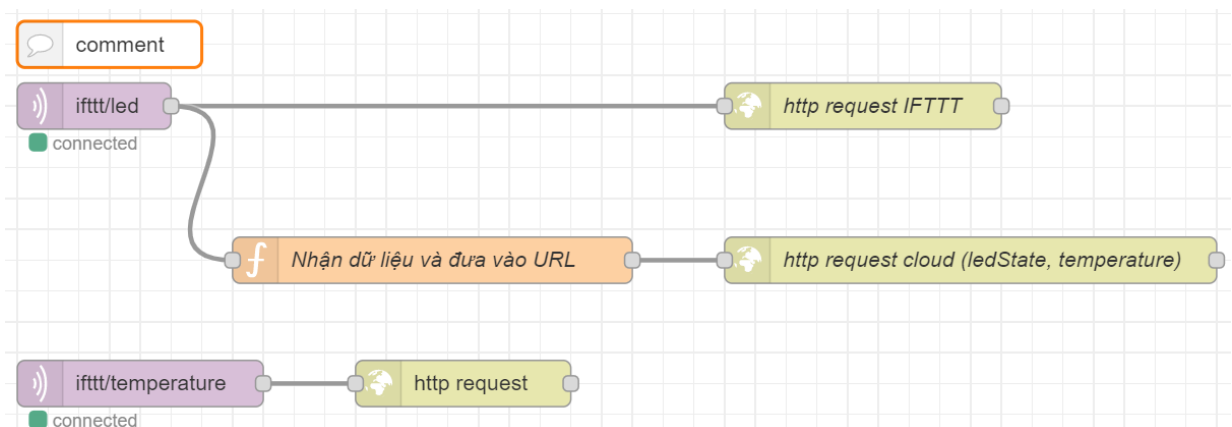 comment
ifttt/led
http request IFTTT
connected
Nhận dữ liệu và đưa vào URL
http request cloud (ledState, temperature)
ifttt/temperature
http request
connected